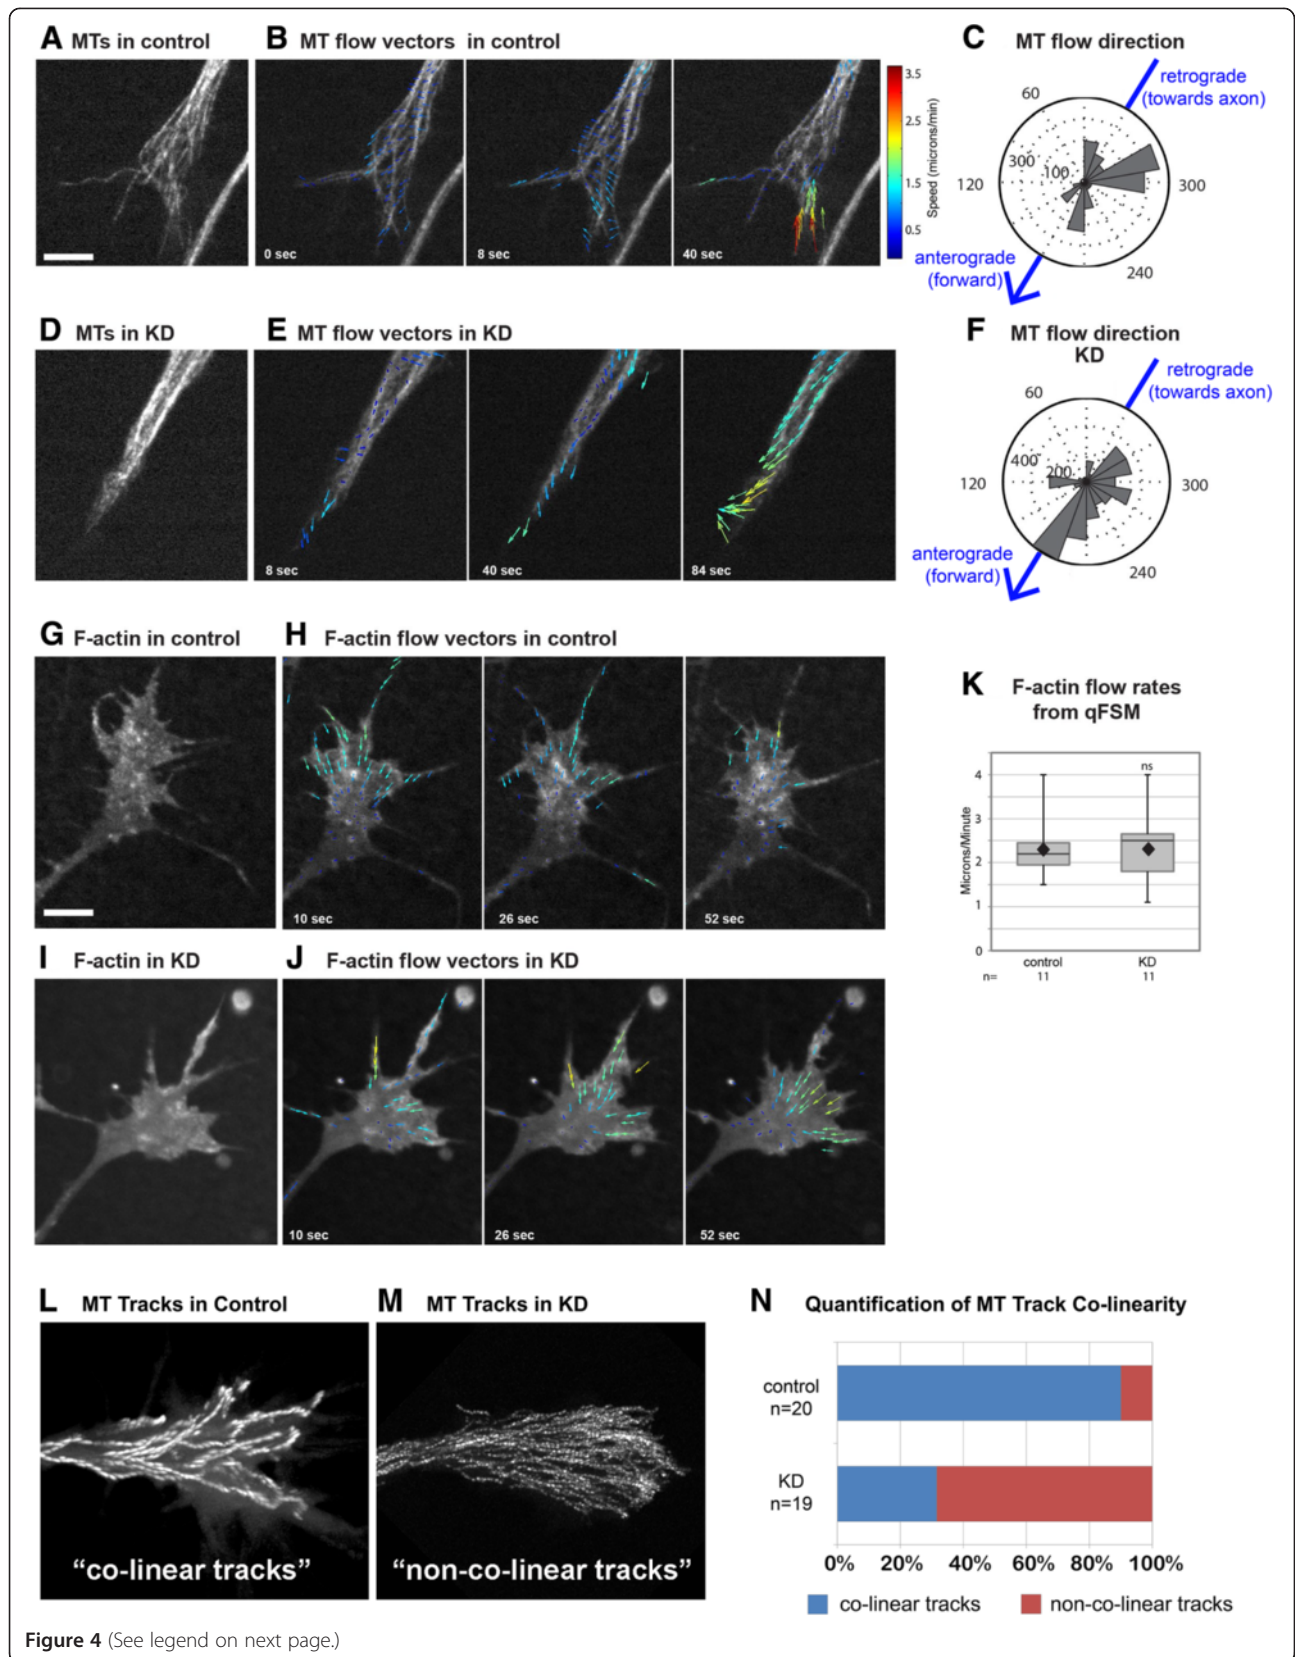 A MTs in control
B MT flow vectors in control
C MT flow direction
0 sec
8 sec
40 sec
3.5
2.5
1.5
0.5
Speed (microns/min)
retrograde
(towards axon)
60
300
100
120
300
240
anterograde
(forward)
D MTs in KD
E MT flow vectors in KD
F MT flow direction
KD
8 sec
40 sec
84 sec
retrograde
(towards axon)
60
400
200
120
300
240
anterograde
(forward)
G F-actin in control
H F-actin flow vectors in control
10 sec
26 sec
52 sec
K F-actin flow rates
from qFSM
ns
4
3
2
1
0
Microns/Minute
control
KD
n=
11
11
I F-actin in KD
J F-actin flow vectors in KD
10 sec
26 sec
52 sec
L MT Tracks in Control
M MT Tracks in KD
N Quantification of MT Track Co-linearity
“co-linear tracks”
“non-co-linear tracks”
control
n=20
KD
n=19
0% 20% 40% 60% 80% 100%
co-linear tracks
non-co-linear tracks
Figure 4 (See legend on next page.)